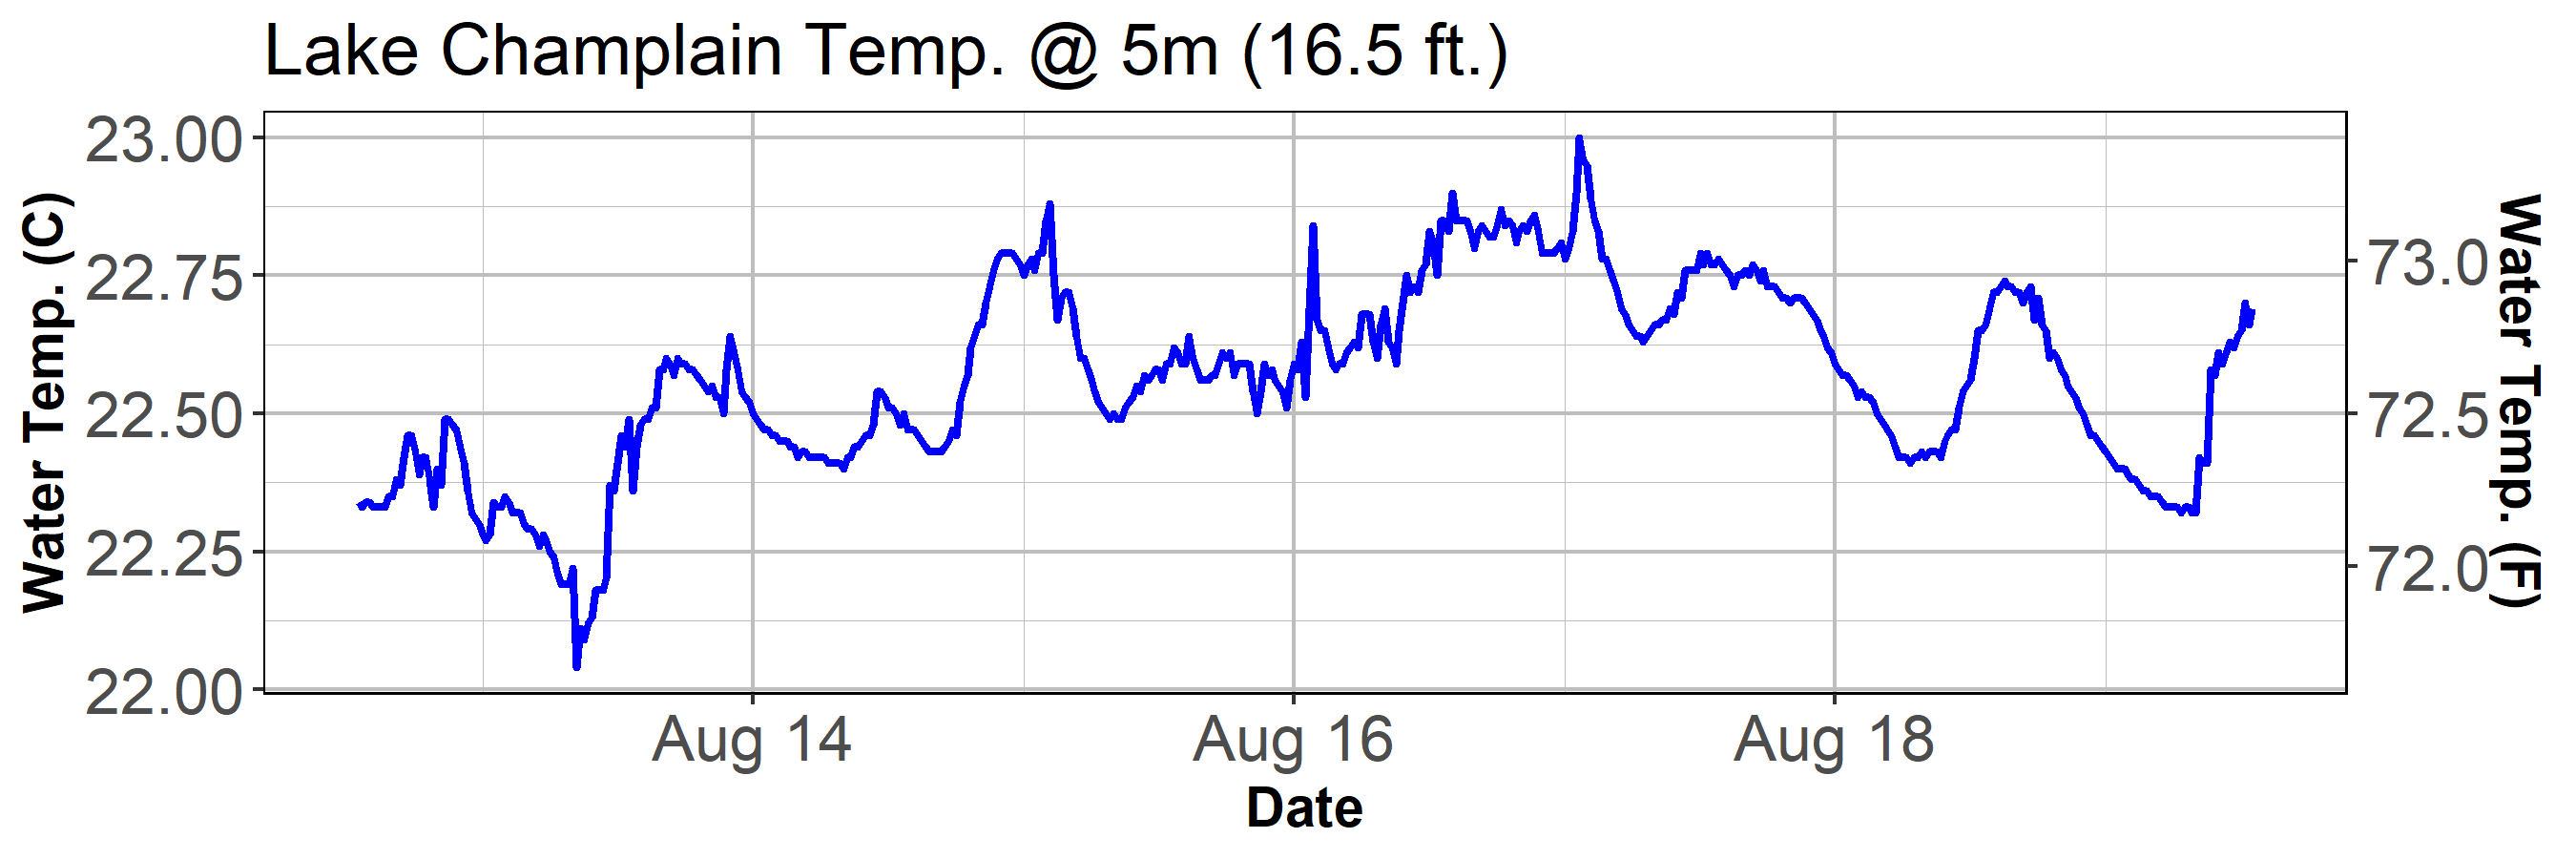 Lake Champlain Temp. @ 5m (16.5 ft.)
Water Temp. (C)
23.00
22.75
22.50
22.25
22.00
73.0
72.5
72.0
Water Temp. (F)
Aug 14 Aug 16 Aug 18
Date